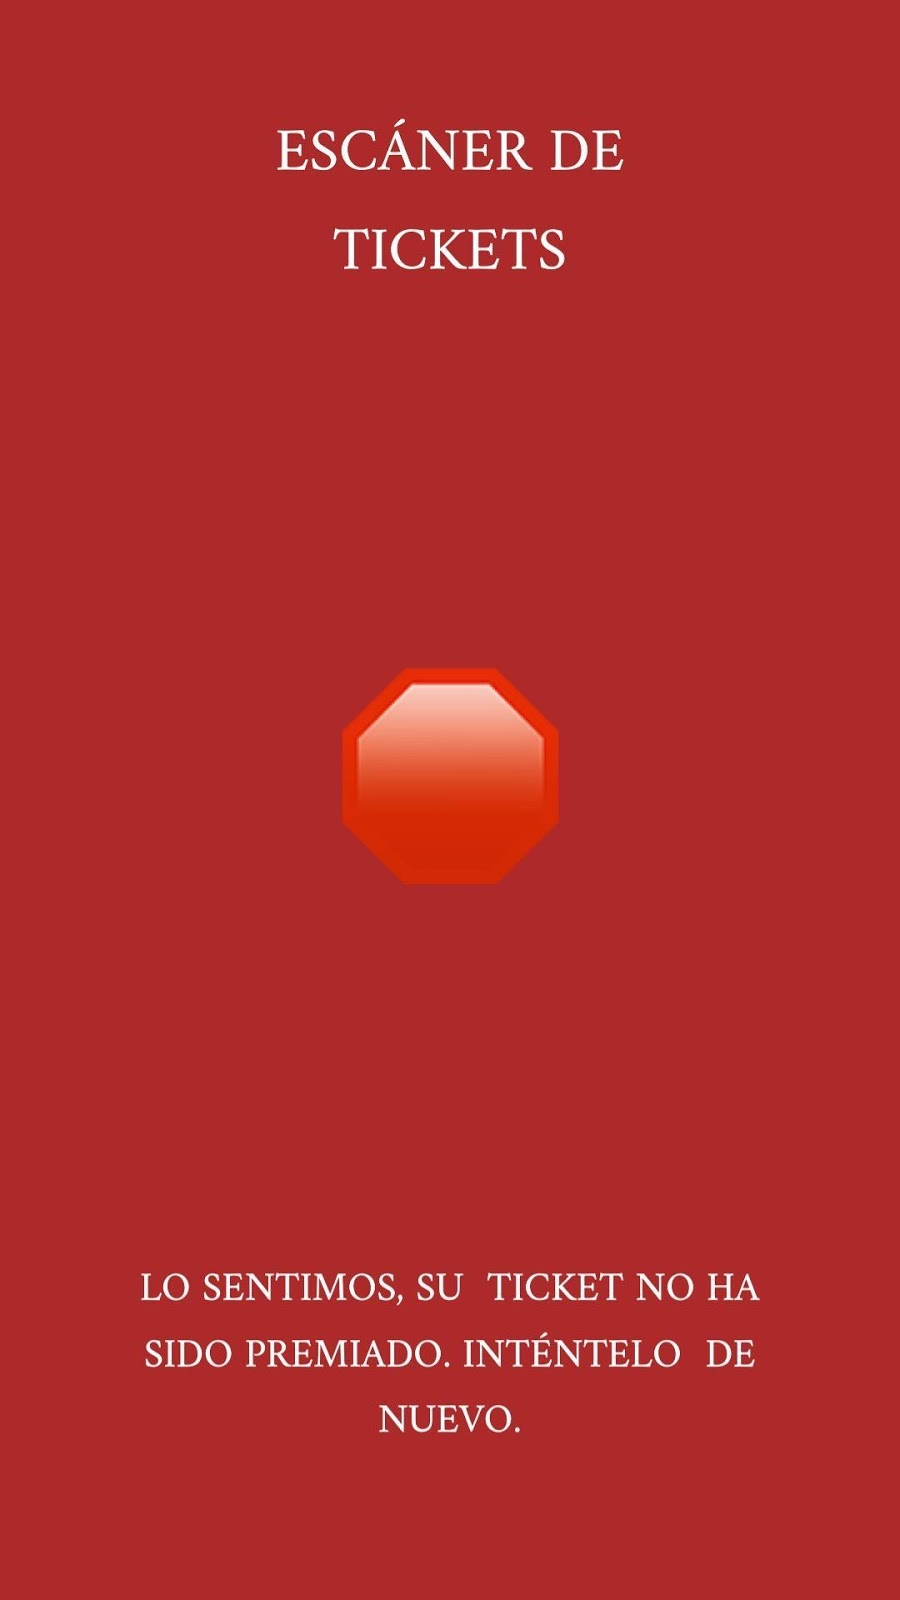 ESCÁNER DE
TICKETS
LO SENTIMOS, SU  TICKET NO HA
SIDO PREMIADO. INTÉNTELO  DE
NUEVO.